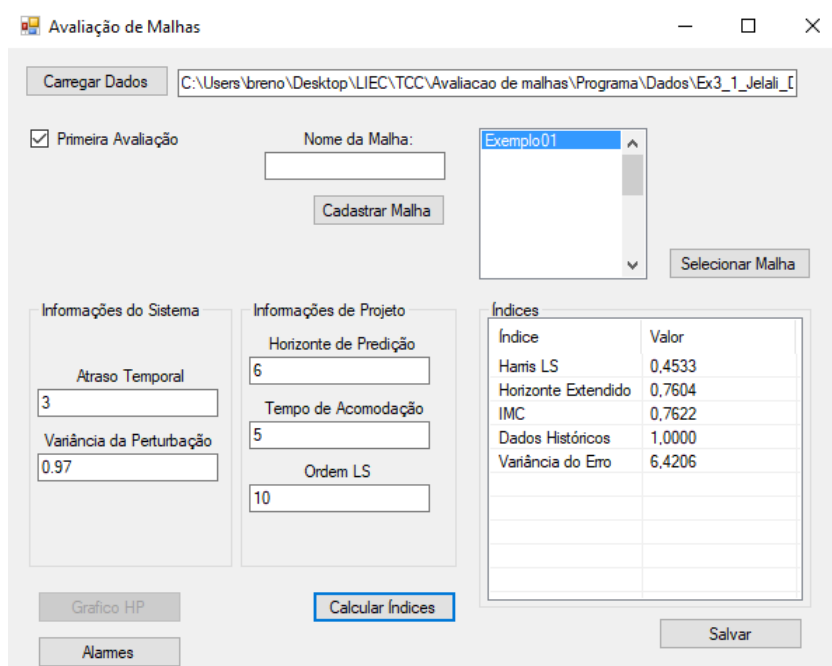 Avaliação de Malhas
Carregar Dados
C:\Users\breno\Desktop\LIEC\TCC\Avaliacao de malhas\Programa\Dados\Ex3_1_Jelali_D
Primeira Avaliação
Nome da Malha:
Cadastrar Malha
Exemplo01
Selecionar Malha
Informações do Sistema
Atraso Temporal
3
Variância da Perturbação
0.97
Informações de Projeto
Horizonte de Predição
6
Tempo de Acomodação
5
Ordem LS
10
Índices
Índice Valor
Harris LS 0,4533
Horizonte Extendido 0,7604
IMC 0,7622
Dados Históricos 1,0000
Variância do Erro 6,4206
Grafico HP
Calcular Índices
Alarmes
Salvar